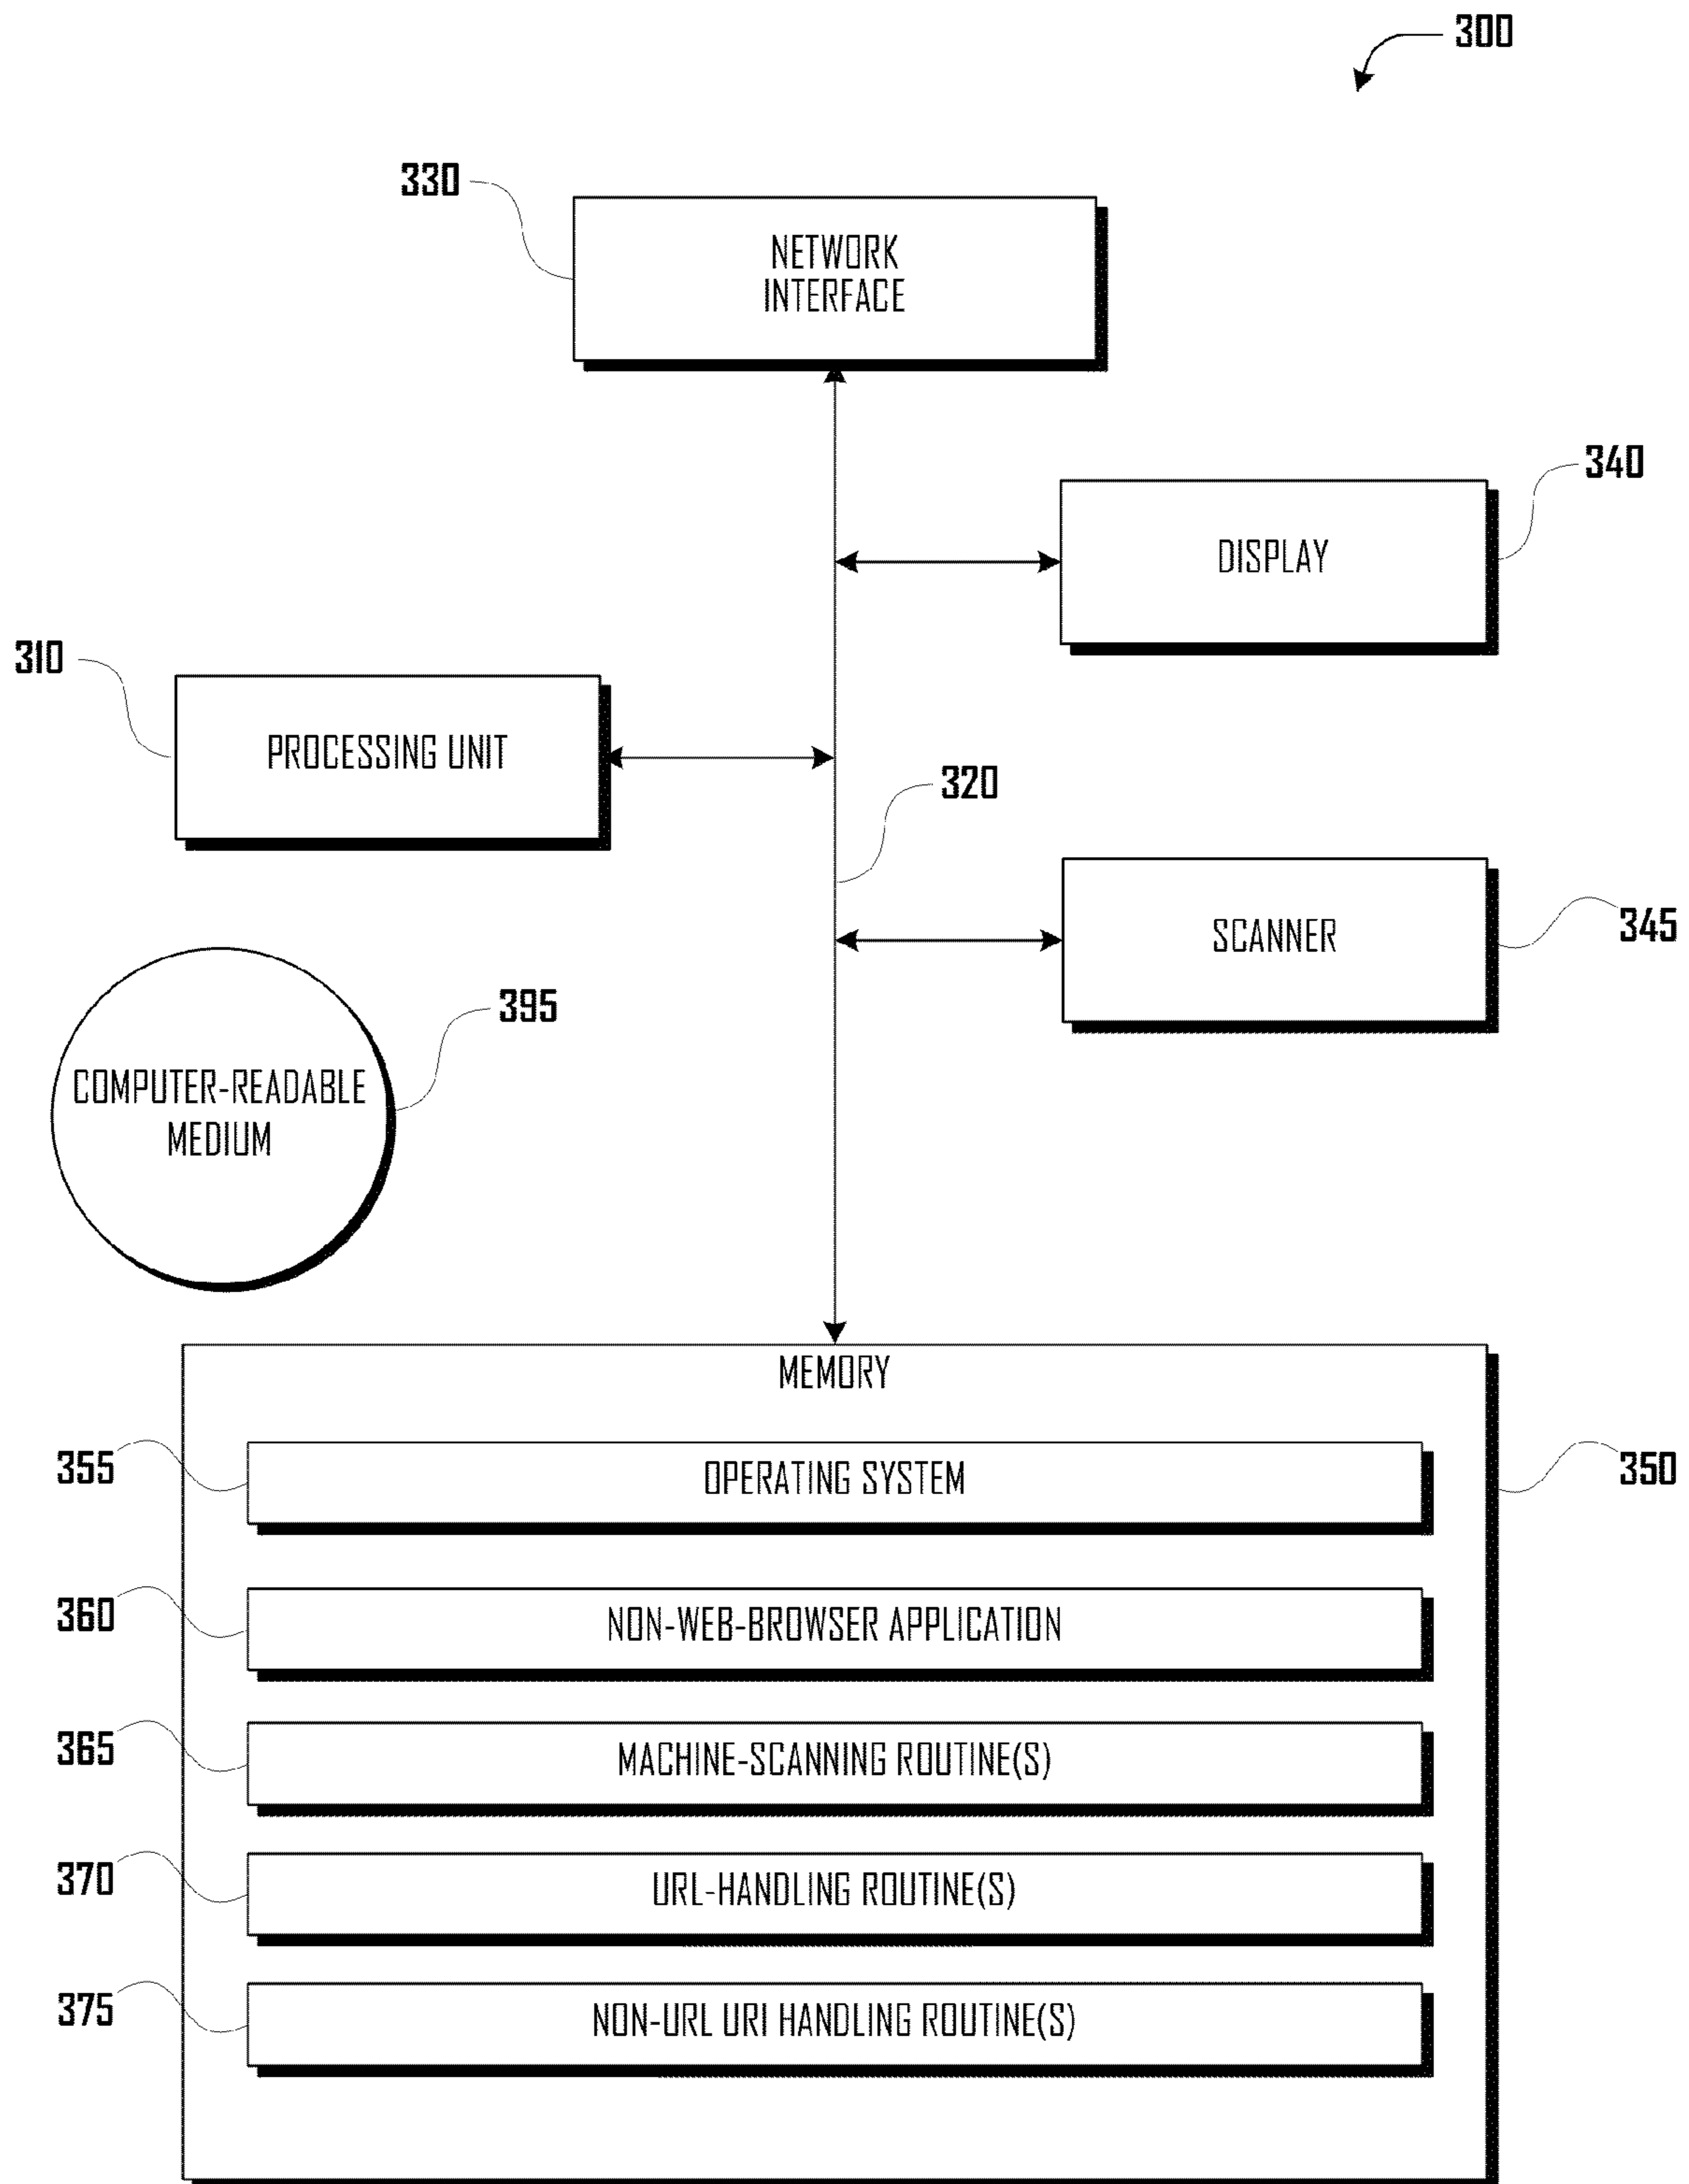 300
330
NETWORK
INTERFACE
340
DISPLAY
310
PROCESSING UNIT
320
SCANNER
345
395
COMPUTER-READABLE
MEDIUM
MEMORY
355
OPERATING SYSTEM
350
360
NON-WEB-BROWSER APPLICATION
365
MACHINE-SCANNING ROUTINE(S)
370
URL-HANDLING ROUTINE(S)
375
NON-URL URI HANDLING ROUTINE(S)